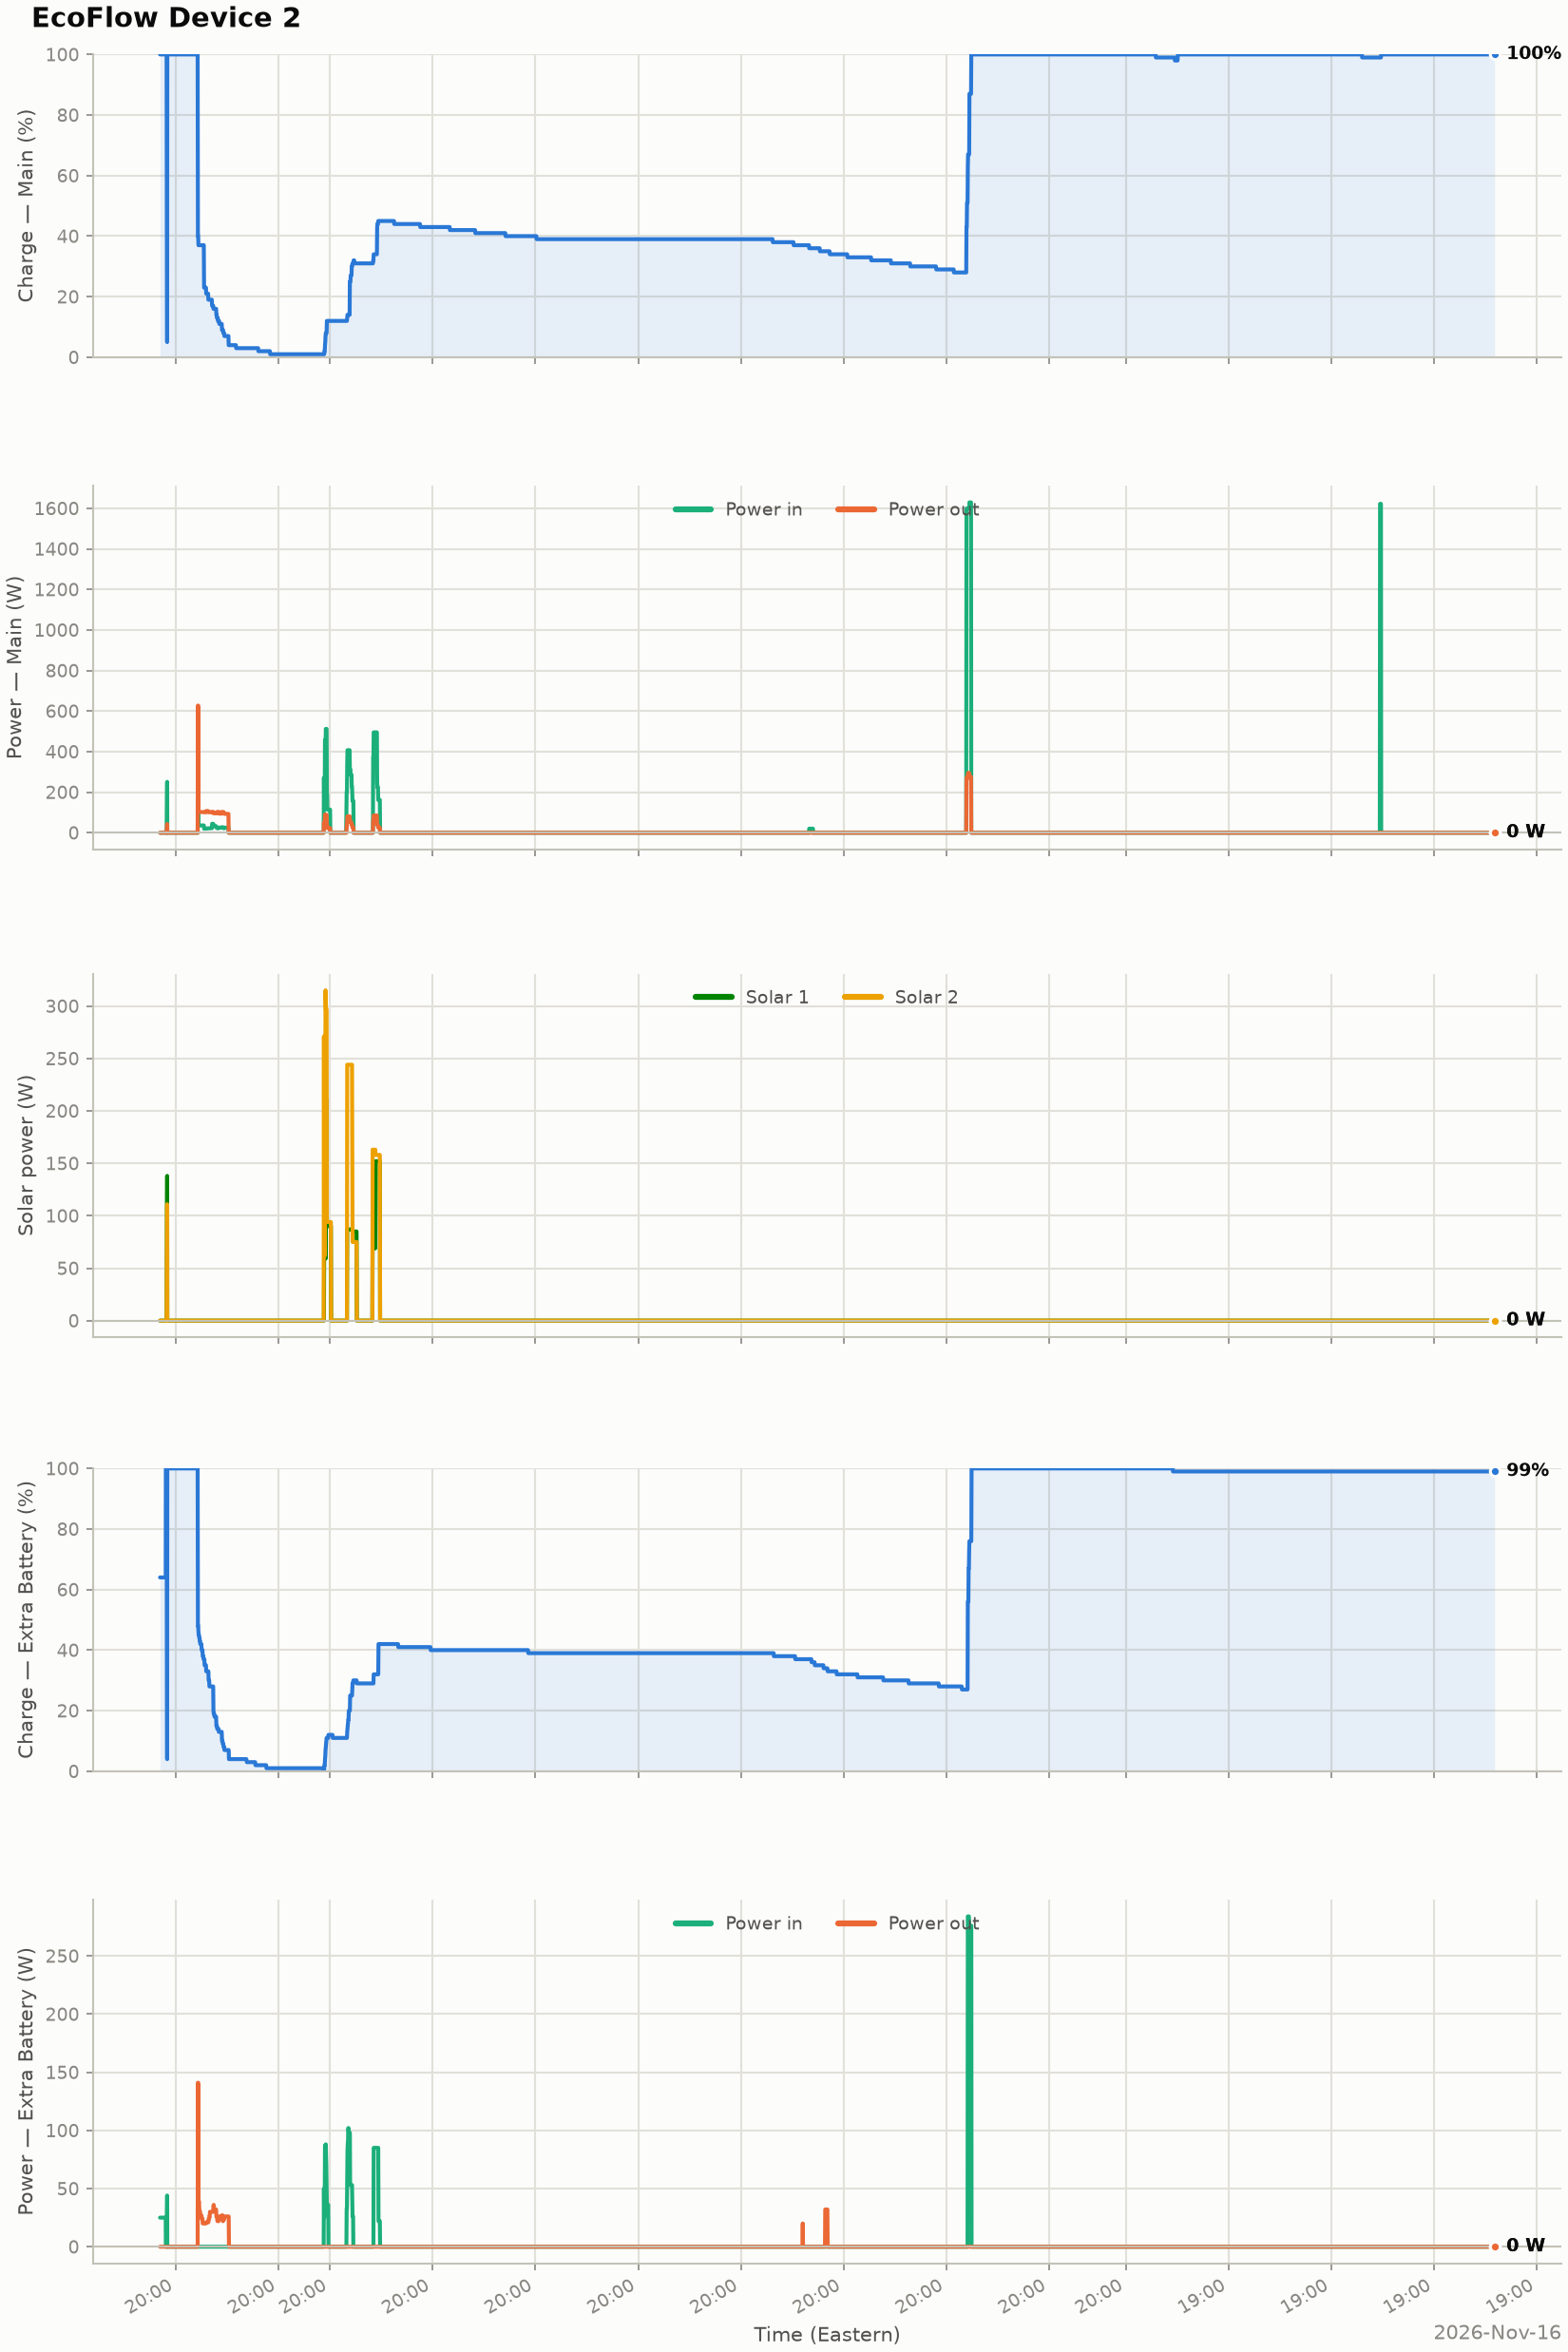 EcoFlow Device 2
Charge — Main (%)
100
80
60
40
20
0
100%
Power — Main (W)
1600
1400
1200
1000
800
600
400
200
0
Power in
Power out
0 W
Solar power (W)
300
250
200
150
100
50
0
Solar 1
Solar 2
0 W
Charge — Extra Battery (%)
100
80
60
40
20
0
99%
Power — Extra Battery (W)
250
200
150
100
50
0
Power in
Power out
0 W
20:00 20:00 20:00 20:00 20:00 20:00 20:00 20:00 20:00 20:00 20:00 19:00 19:00 19:00 19:00
Time (Eastern)
2026-Nov-16